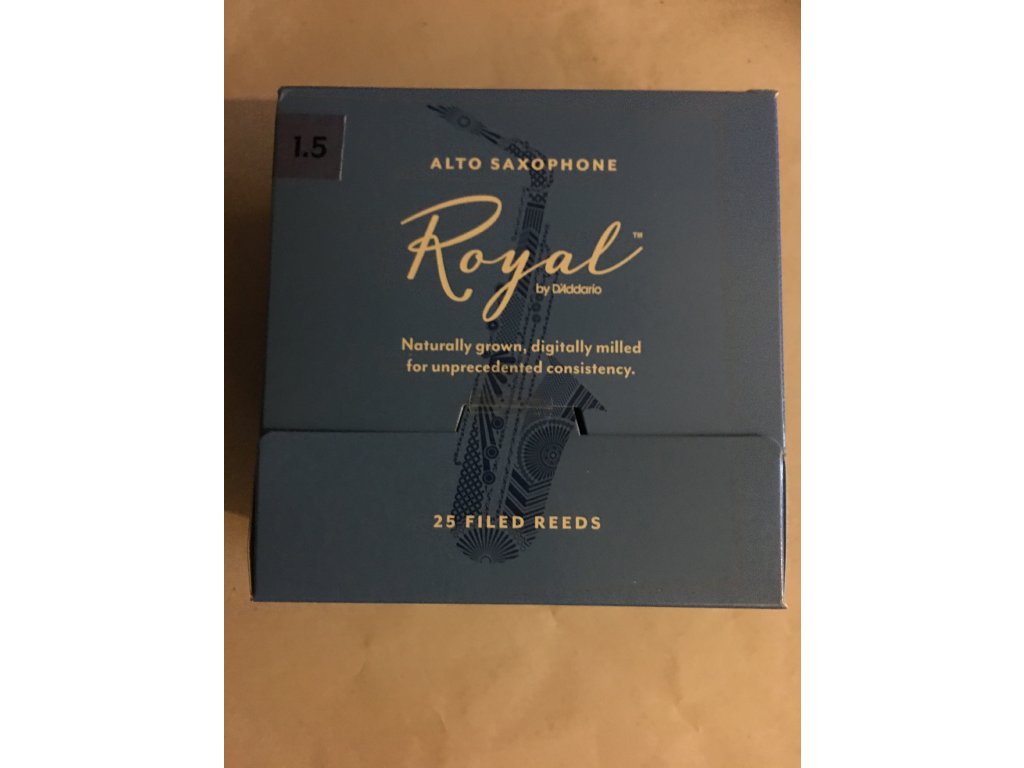 1.5
ALTO SAXOPHONE
Royal™
by D'Addario
Naturally grown, digitally milled
for unprecedented consistency.
25 FILED REEDS